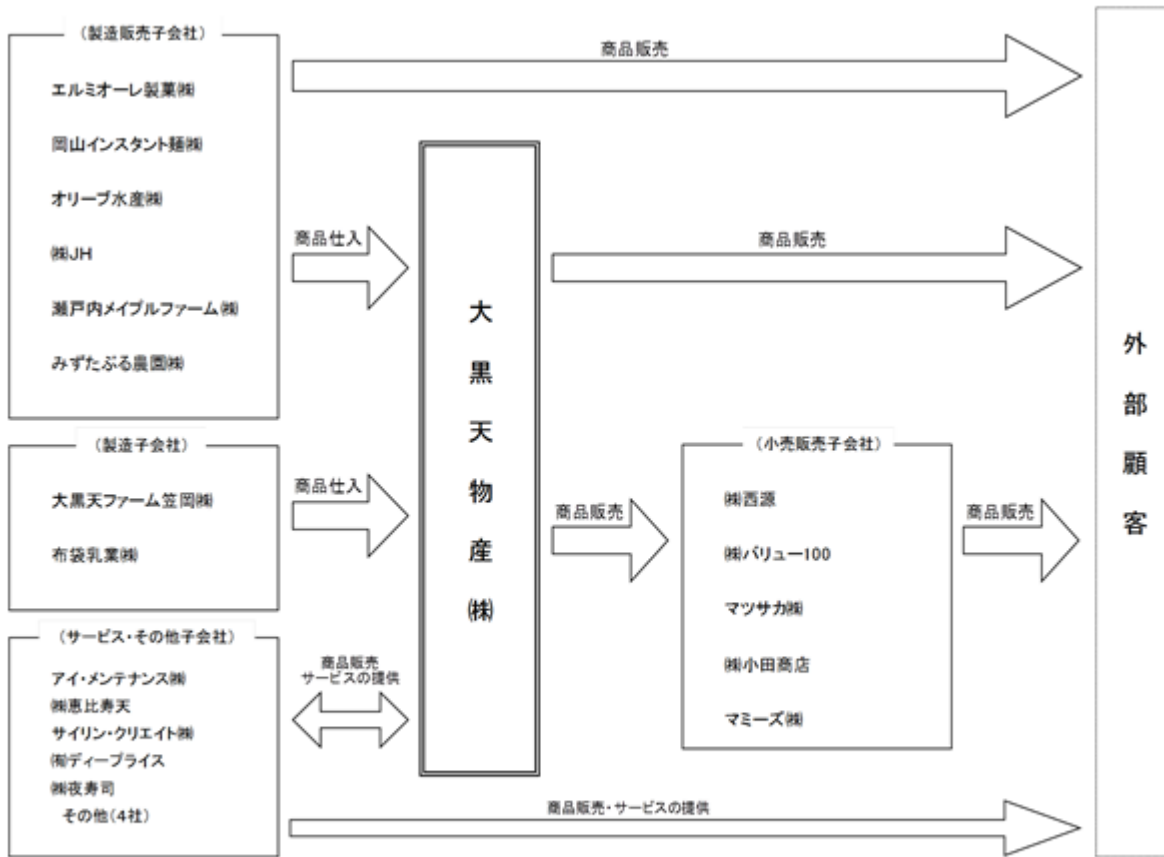 （製造販売子会社）
エルミオーレ製菓㈱
岡山インスタント麺㈱
オリーブ水産㈱
㈱JH
瀬戸内メイプルファーム㈱
みずたぶる農園㈱
（製造子会社）
大黒天ファーム笠岡㈱
布袋乳業㈱
（サービス・その他子会社）
アイ・メンテナンス㈱
㈱恵比寿天
サイリン・クリエイト㈱
㈲ディープライス
㈱夜寿司
その他（4社）
商品仕入
商品仕入
商品販売
サービスの提供
大黒天物産㈱
商品販売
商品販売
商品販売
（小売販売子会社）
㈱西源
㈱バリュー100
マツサカ㈱
㈱小田商店
マミーズ㈱
商品販売
商品販売・サービスの提供
外部顧客